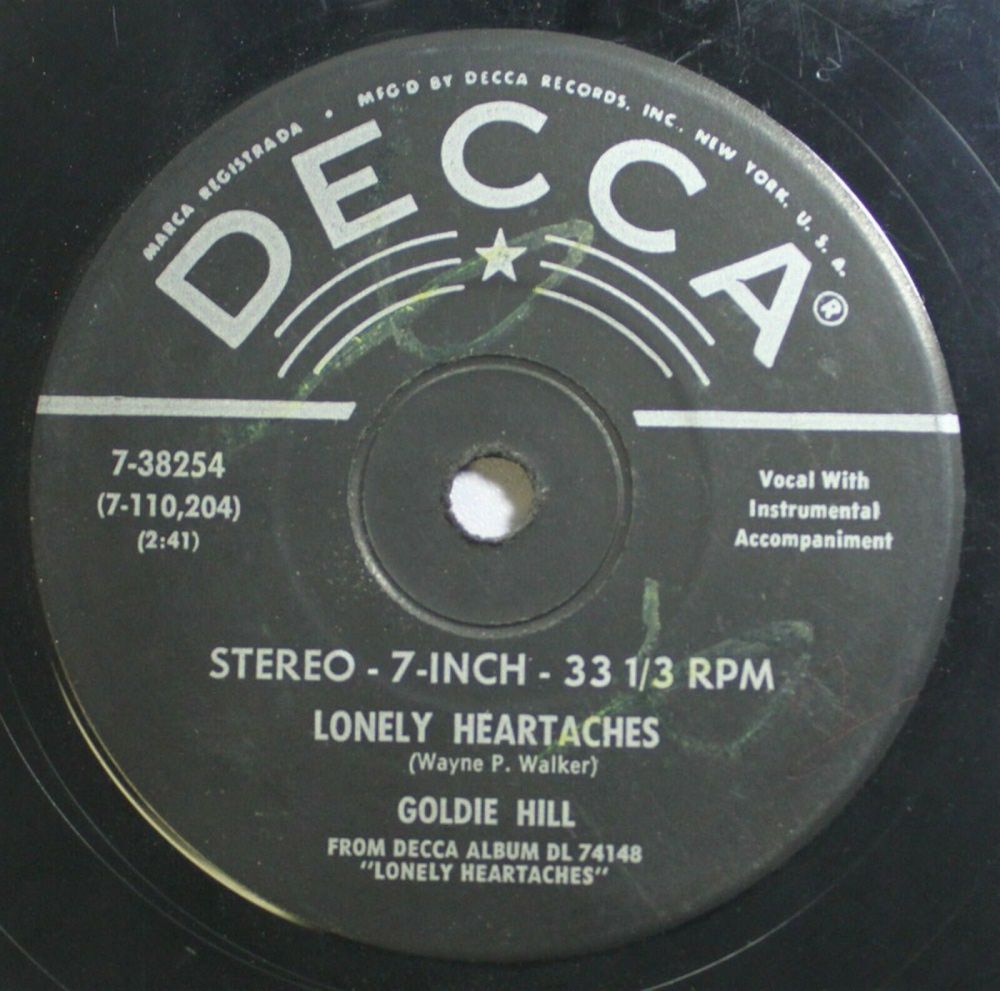 MARCA REGISTRADA • MFG'D BY DECCA RECORDS, INC., NEW YORK, U. S. A.
DECCA®
7-38254
(7-110,204)
(2:41)
Vocal With
Instrumental
Accompaniment
STEREO - 7-INCH - 33 1/3 RPM
LONELY HEARTACHES
(Wayne P. Walker)
GOLDIE HILL
FROM DECCA ALBUM DL 74148
"LONELY HEARTACHES"